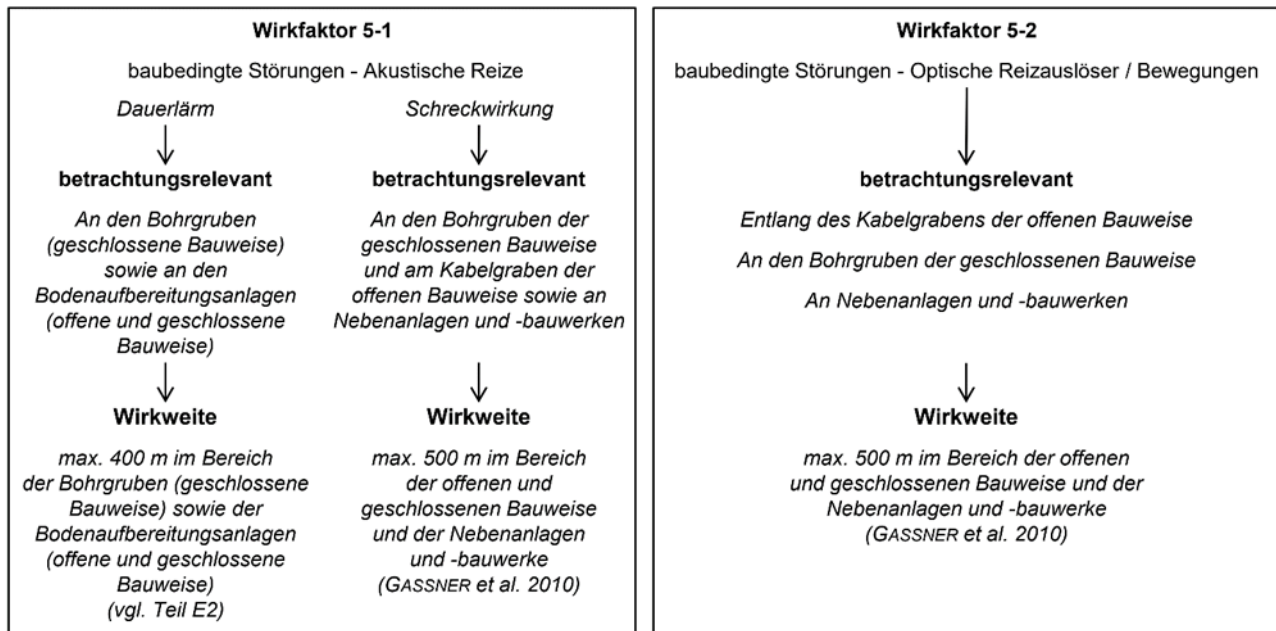 Wirkfaktor 5-1
baubedingte Störungen - Akustische Reize
Dauerlärm
betrachtungsrelevant
An den Bohrgruben
(geschlossene Bauweise)
sowie an den
Bodenaufbereitungsanlagen
(offene und geschlossene
Bauweise)
Wirkweite
max. 400 m im Bereich
der Bohrgruben (geschlossene
Bauweise) sowie der
Bodenaufbereitungsanlagen
(offene und geschlossene
Bauweise)
(vgl. Teil E2)
Schreckwirkung
betrachtungsrelevant
An den Bohrgruben der
geschlossenen Bauweise
und am Kabelgraben der
offenen Bauweise sowie an
Nebenanlagen und -bauwerken
Wirkweite
max. 500 m im Bereich
der offenen und
geschlossenen Bauweise
und der Nebenanlagen
und -bauwerke
(GASSNER et al. 2010)
Wirkfaktor 5-2
baubedingte Störungen - Optische Reizauslöser / Bewegungen
betrachtungsrelevant
Entlang des Kabelgrabens der offenen Bauweise
An den Bohrgruben der geschlossenen Bauweise
An Nebenanlagen und -bauwerken
Wirkweite
max. 500 m im Bereich der offenen
und geschlossenen Bauweise und der
Nebenanlagen und -bauwerke
(GASSNER et al. 2010)